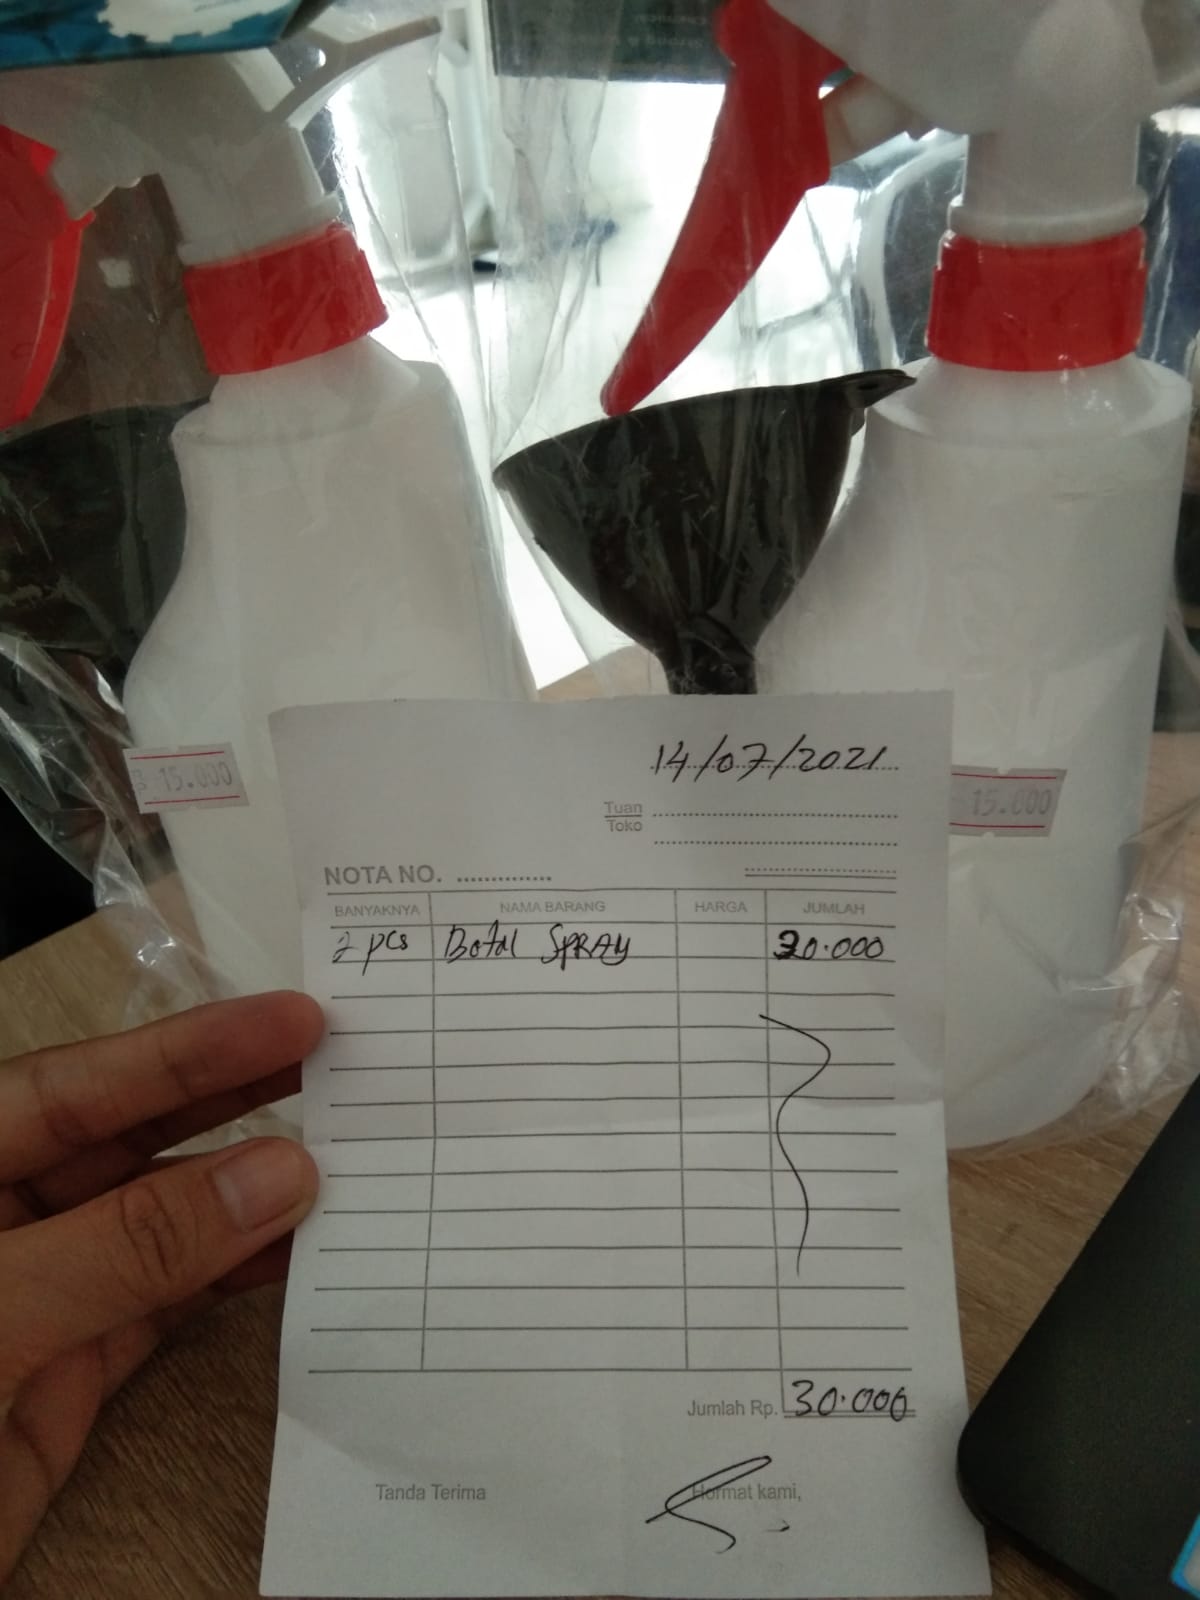 15.000
15.000
14/07/2021
Tuan
Toko
NOTA NO. ..............
BANYAKNYA NAMA BARANG HARGA JUMLAH
2 pcs Botol SPRAY 30.000
Jumlah Rp. 30.000
Tanda Terima Hormat kami,